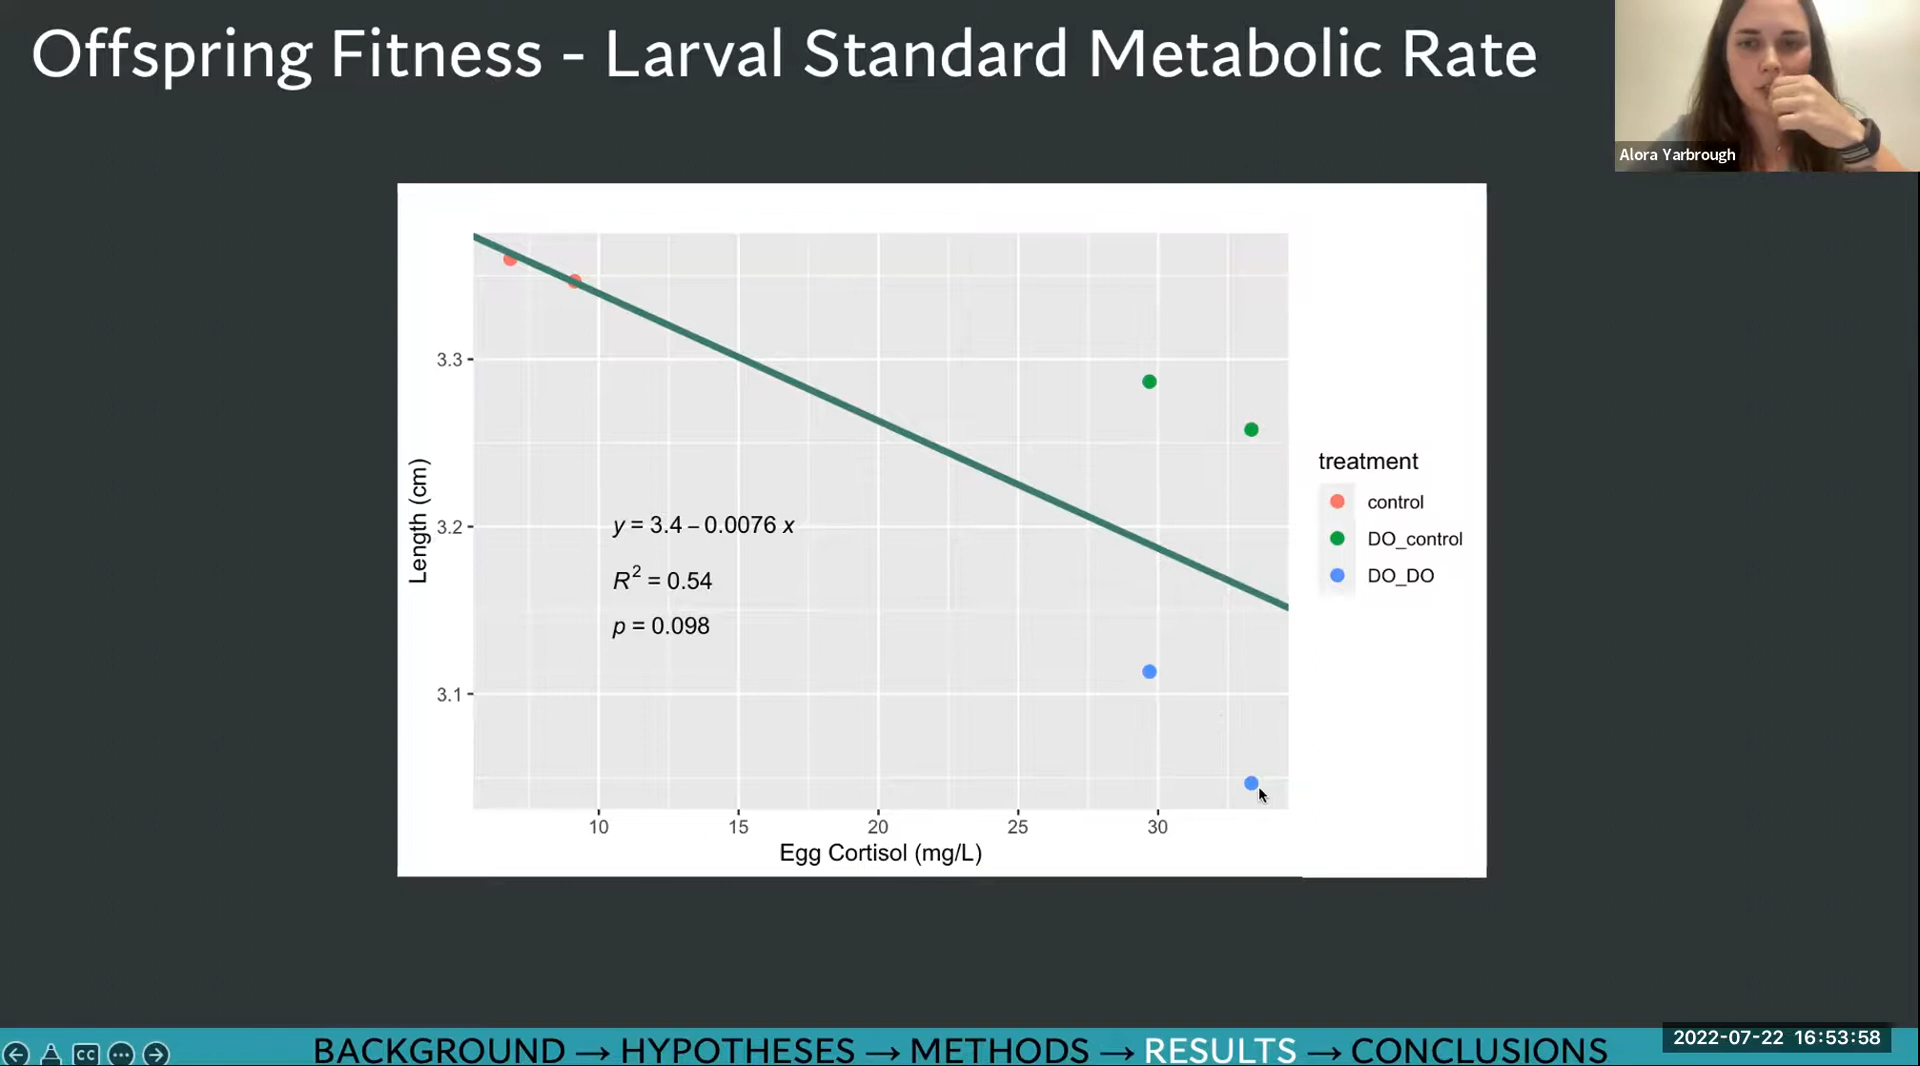 Offspring Fitness - Larval Standard Metabolic Rate
Alora Yarbrough
Length (cm)
3.3
3.2
3.1
y = 3.4 – 0.0076 x
R² = 0.54
p = 0.098
10 15 20 25 30
Egg Cortisol (mg/L)
treatment
control
DO_control
DO_DO
CC
BACKGROUND → HYPOTHESES → METHODS → RESULTS → CONCLUSIONS
2022-07-22 16:53:58